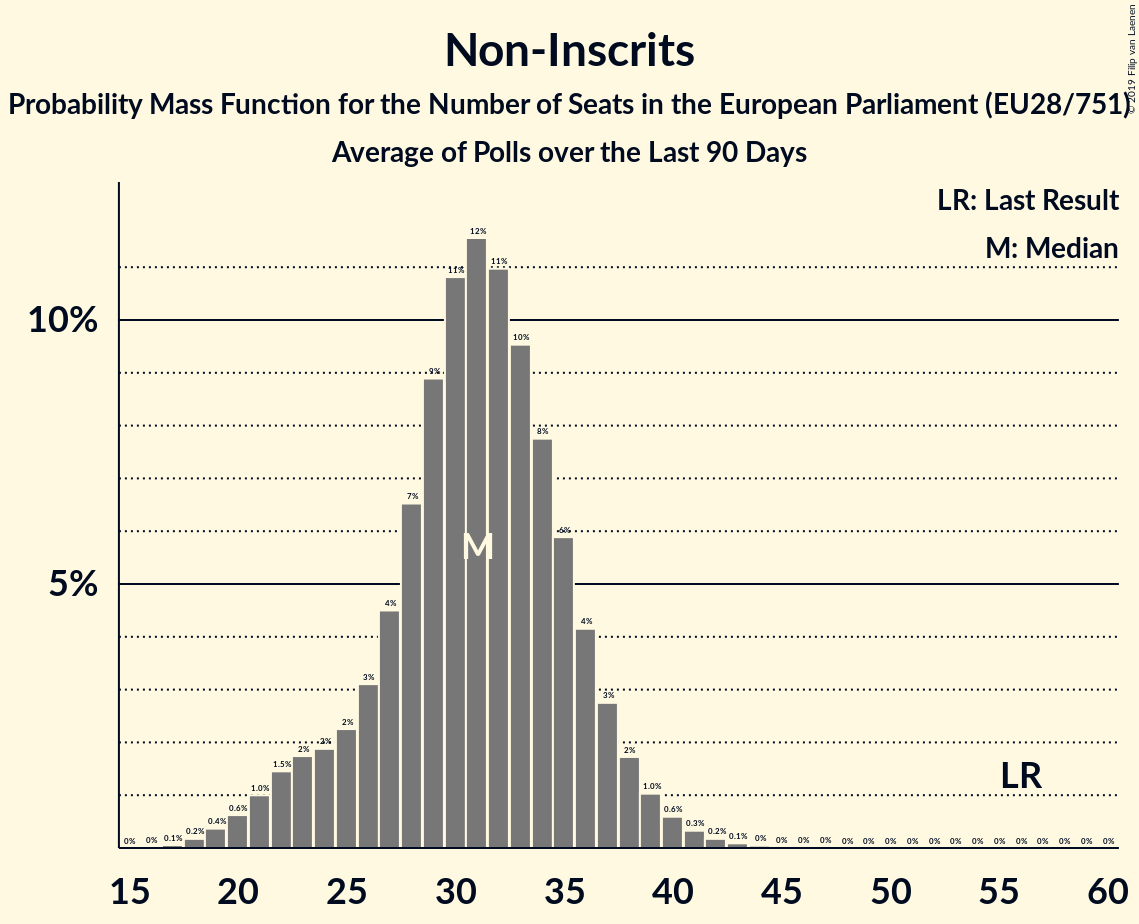 Non-Inscrits
Probability Mass Function for the Number of Seats in the European Parliament (EU28/751)
Average of Polls over the Last 90 Days
© 2019 Filip van Laenen
LR: Last Result
M: Median
10%
5%
0% 0% 0.1% 0.2% 0.4% 0.6% 1.0% 1.5% 2% 2% 2% 3% 4% 7% 9% 11% 12% 11% 10% 8% 6% 4% 3% 2% 1.0% 0.6% 0.3% 0.2% 0.1% 0% 0% 0% 0% 0% 0% 0% 0% 0% 0% 0% 0% 0% 0% 0% 0% 0%
M
LR
15 20 25 30 35 40 45 50 55 60